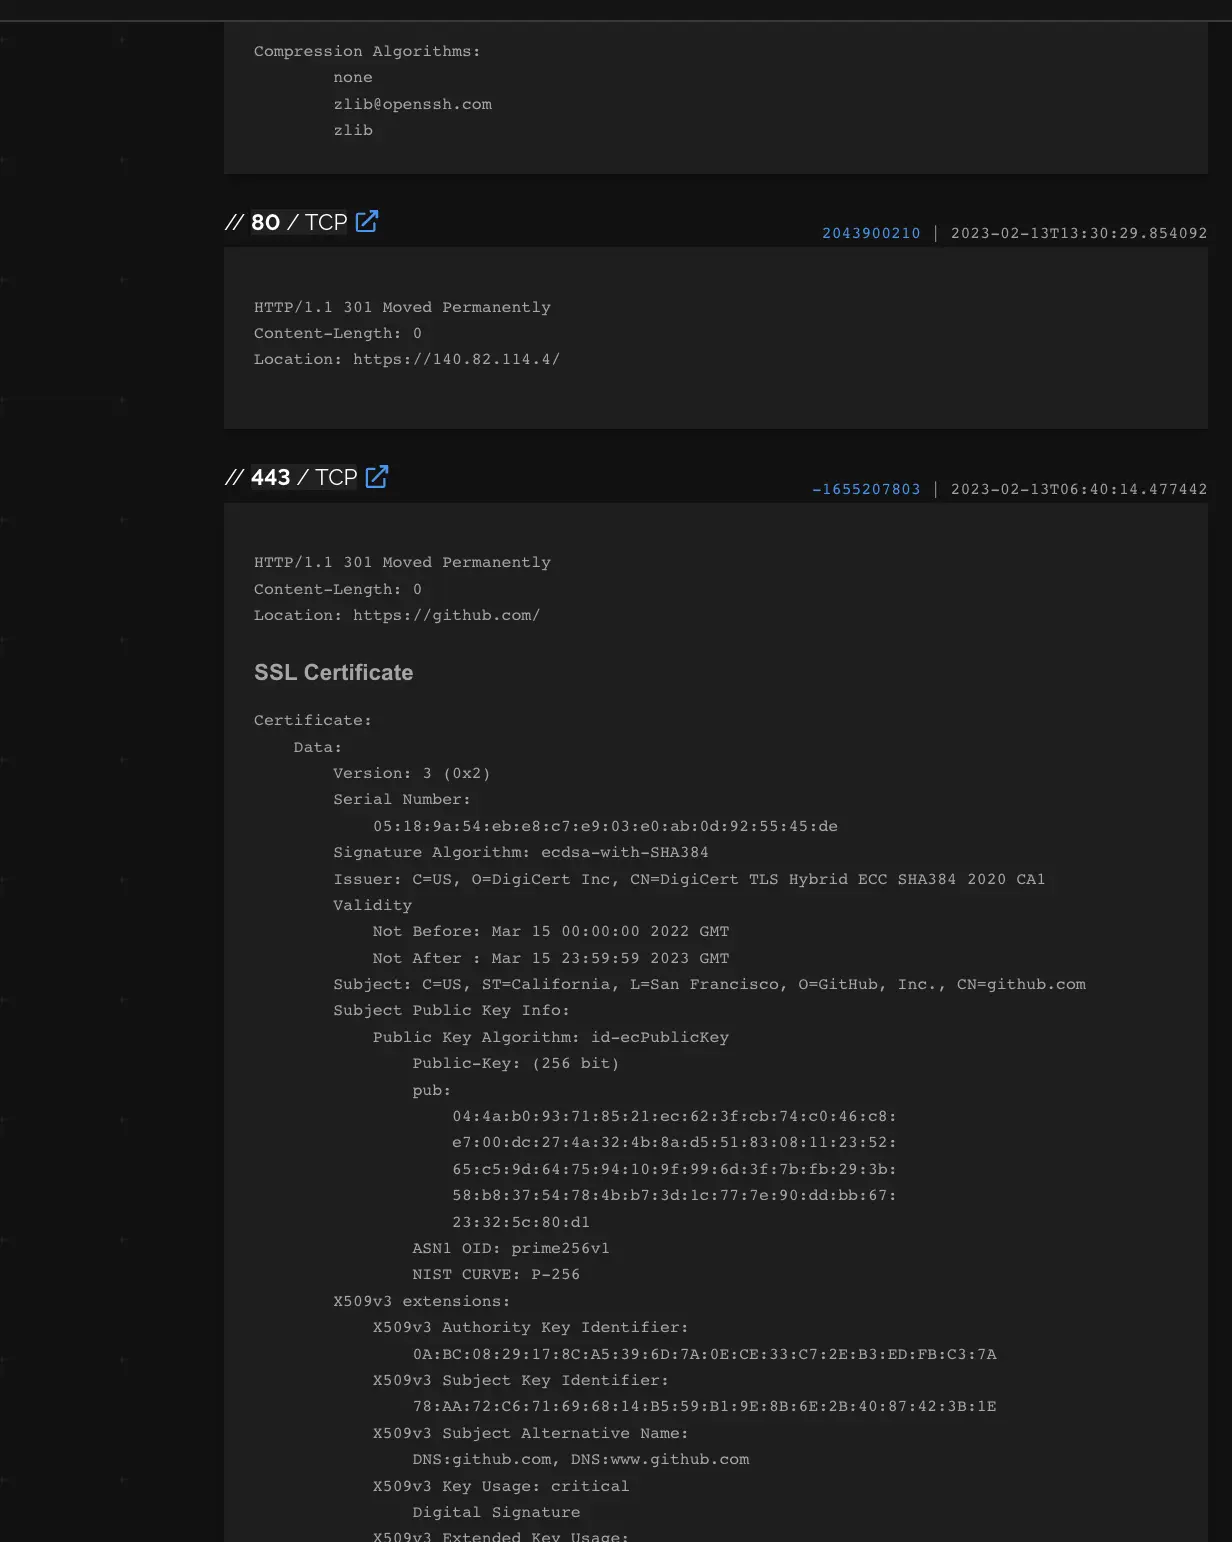 Compression Algorithms:
none
zlib@openssh.com
zlib
// 80 / TCP
2043900210 | 2023-02-13T13:30:29.854092
HTTP/1.1 301 Moved Permanently
Content-Length: 0
Location: https://140.82.114.4/
// 443 / TCP
-1655207803 | 2023-02-13T06:40:14.477442
HTTP/1.1 301 Moved Permanently
Content-Length: 0
Location: https://github.com/
SSL Certificate
Certificate:
Data:
Version: 3 (0x2)
Serial Number:
05:18:9a:54:eb:e8:c7:e9:03:e0:ab:0d:92:55:45:de
Signature Algorithm: ecdsa-with-SHA384
Issuer: C=US, O=DigiCert Inc, CN=DigiCert TLS Hybrid ECC SHA384 2020 CA1
Validity
Not Before: Mar 15 00:00:00 2022 GMT
Not After : Mar 15 23:59:59 2023 GMT
Subject: C=US, ST=California, L=San Francisco, O=GitHub, Inc., CN=github.com
Subject Public Key Info:
Public Key Algorithm: id-ecPublicKey
Public-Key: (256 bit)
pub:
04:4a:b0:93:71:85:21:ec:62:3f:cb:74:c0:46:c8:
e7:00:dc:27:4a:32:4b:8a:d5:51:83:08:11:23:52:
65:c5:9d:64:75:94:10:9f:99:6d:3f:7b:fb:29:3b:
58:b8:37:54:78:4b:b7:3d:1c:77:7e:90:dd:bb:67:
23:32:5c:80:d1
ASN1 OID: prime256v1
NIST CURVE: P-256
X509v3 extensions:
X509v3 Authority Key Identifier:
0A:BC:08:29:17:8C:A5:39:6D:7A:0E:CE:33:C7:2E:B3:ED:FB:C3:7A
X509v3 Subject Key Identifier:
78:AA:72:C6:71:69:68:14:B5:59:B1:9E:8B:6E:2B:40:87:42:3B:1E
X509v3 Subject Alternative Name:
DNS:github.com, DNS:www.github.com
X509v3 Key Usage: critical
Digital Signature
X509v3 Extended Key Usage: